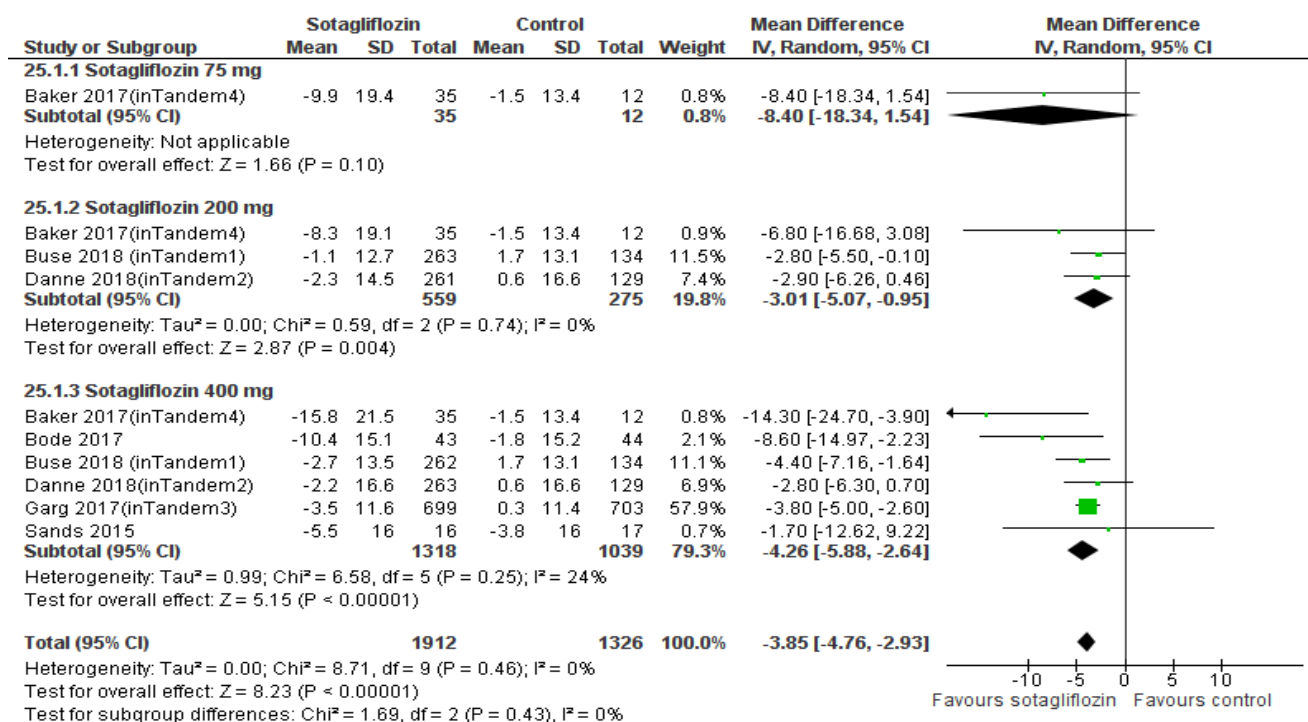 Sotagliflozin Control Mean Difference Mean Difference
Study or Subgroup Mean SD Total Mean SD Total Weight IV, Random, 95% CI IV, Random, 95% CI
25.1.1 Sotagliflozin 75 mg
Baker 2017(inTandem4) -9.9 19.4 35 -1.5 13.4 12 0.8% -8.40 [-18.34, 1.54]
Subtotal (95% CI) 35 12 0.8% -8.40 [-18.34, 1.54]
Heterogeneity: Not applicable
Test for overall effect: Z = 1.66 (P = 0.10)
25.1.2 Sotagliflozin 200 mg
Baker 2017(inTandem4) -8.3 19.1 35 -1.5 13.4 12 0.9% -6.80 [-16.68, 3.08]
Buse 2018 (inTandem1) -1.1 12.7 263 1.7 13.1 134 11.5% -2.80 [-5.50, -0.10]
Danne 2018(inTandem2) -2.3 14.5 261 0.6 16.6 129 7.4% -2.90 [-6.26, 0.46]
Subtotal (95% CI) 559 275 19.8% -3.01 [-5.07, -0.95]
Heterogeneity: Tau² = 0.00; Chi² = 0.59, df = 2 (P = 0.74); I² = 0%
Test for overall effect: Z = 2.87 (P = 0.004)
25.1.3 Sotagliflozin 400 mg
Baker 2017(inTandem4) -15.8 21.5 35 -1.5 13.4 12 0.8% -14.30 [-24.70, -3.90]
Bode 2017 -10.4 15.1 43 -1.8 15.2 44 2.1% -8.60 [-14.97, -2.23]
Buse 2018 (inTandem1) -2.7 13.5 262 1.7 13.1 134 11.1% -4.40 [-7.16, -1.64]
Danne 2018(inTandem2) -2.2 16.6 263 0.6 16.6 129 6.9% -2.80 [-6.30, 0.70]
Garg 2017(inTandem3) -3.5 11.6 699 0.3 11.4 703 57.9% -3.80 [-5.00, -2.60]
Sands 2015 -5.5 16 16 -3.8 16 17 0.7% -1.70 [-12.62, 9.22]
Subtotal (95% CI) 1318 1039 79.3% -4.26 [-5.88, -2.64]
Heterogeneity: Tau² = 0.99; Chi² = 6.58, df = 5 (P = 0.25); I² = 24%
Test for overall effect: Z = 5.15 (P < 0.00001)
Total (95% CI) 1912 1326 100.0% -3.85 [-4.76, -2.93]
Heterogeneity: Tau² = 0.00; Chi² = 8.71, df = 9 (P = 0.46); I² = 0%
Test for overall effect: Z = 8.23 (P < 0.00001)
Test for subgroup differences: Chi² = 1.69, df = 2 (P = 0.43), I² = 0%
-10 -5 0 5 10
Favours sotagliflozin Favours control